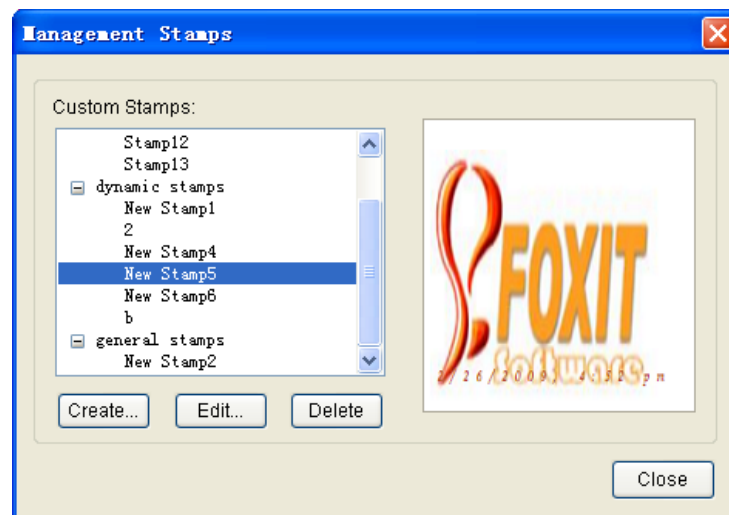 Management Stamps
Custom Stamps:
Stamp12
Stamp13
dynamic stamps
New Stamp1
2
New Stamp4
New Stamp5
New Stamp6
b
general stamps
New Stamp2
Create...
Edit...
Delete
FOXIT
Software
2/26/2009, 4:52 pm
Close